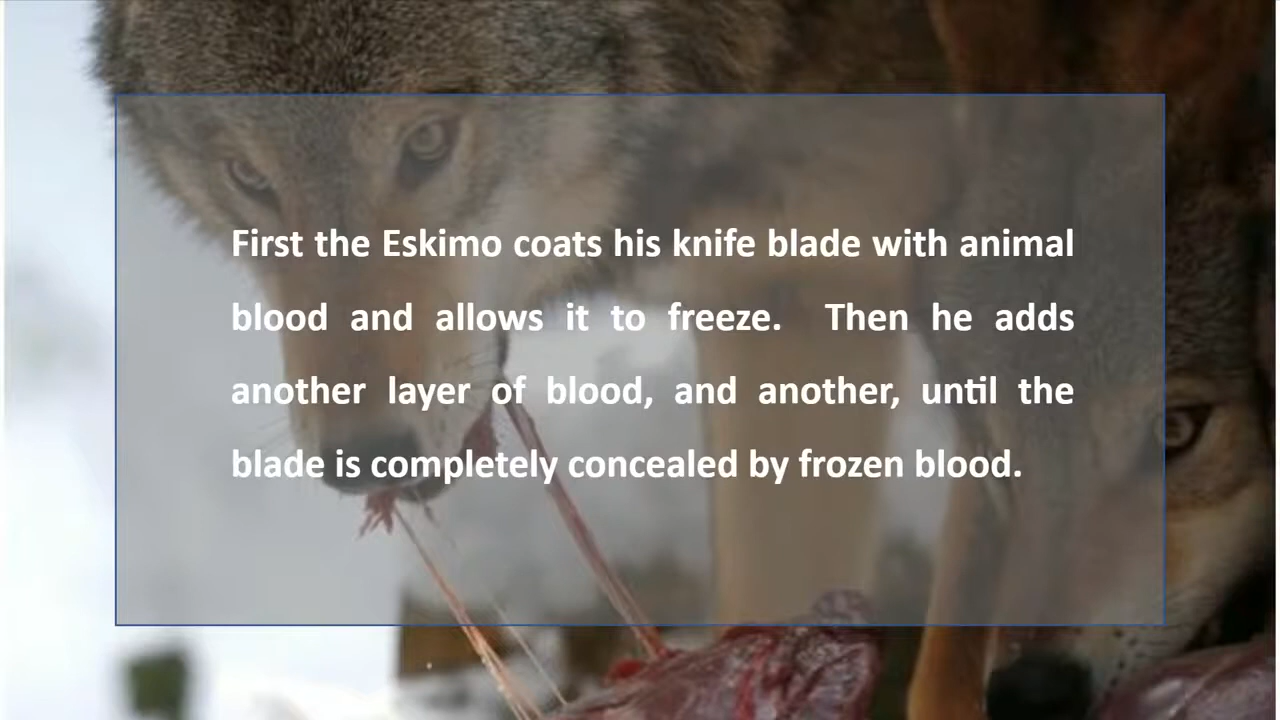 First the Eskimo coats his knife blade with animal
blood and allows it to freeze.  Then he adds
another layer of blood, and another, until the
blade is completely concealed by frozen blood.